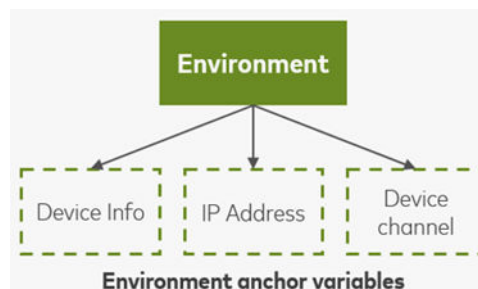 Environment
Device Info
IP Address
Device
channel
Environment anchor variables